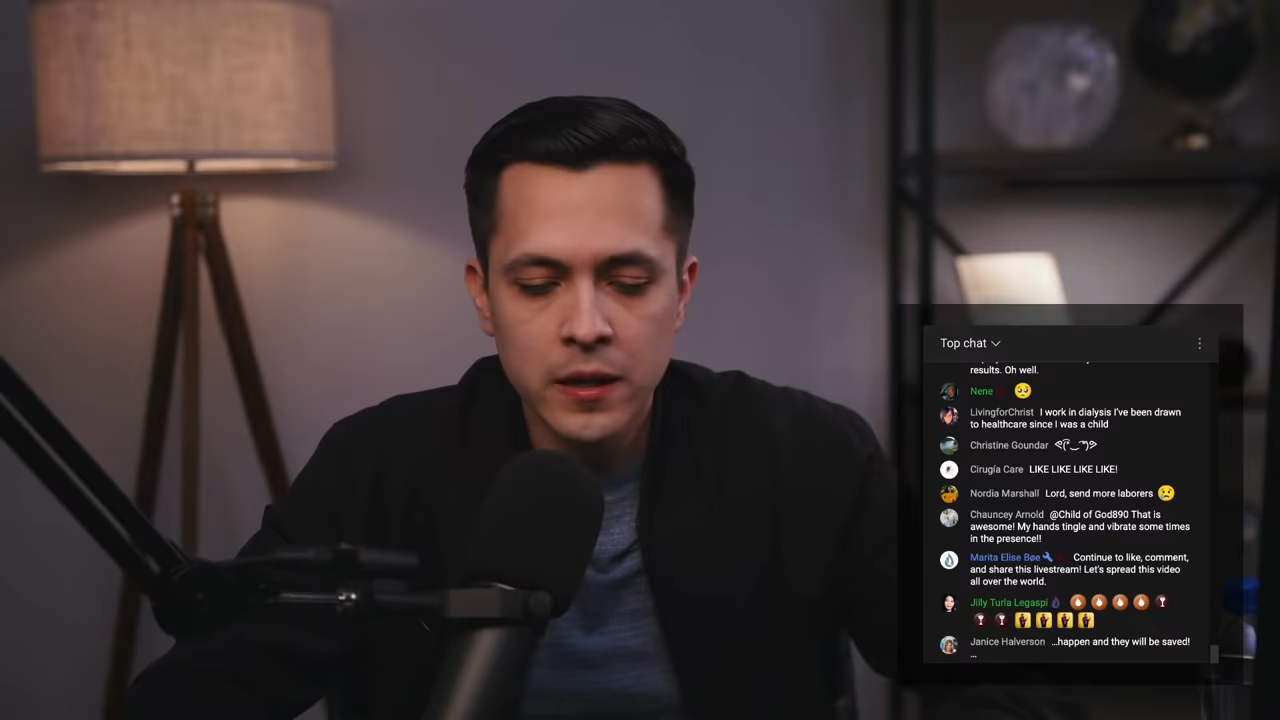 Top chat
results. Oh well.
Nene 🥺
LivingforChrist I work in dialysis I've been drawn
to healthcare since I was a child
Christine Goundar
Cirugía Care LIKE LIKE LIKE LIKE!
Nordia Marshall Lord, send more laborers 😢
Chauncey Arnold @Child of God890 That is
awesome! My hands tingle and vibrate some times
in the presence!!
Marita Elise Bøe Continue to like, comment,
and share this livestream! Let's spread this video
all over the world.
Jilly Turla Legaspi
Janice Halverson ...happen and they will be saved!
...